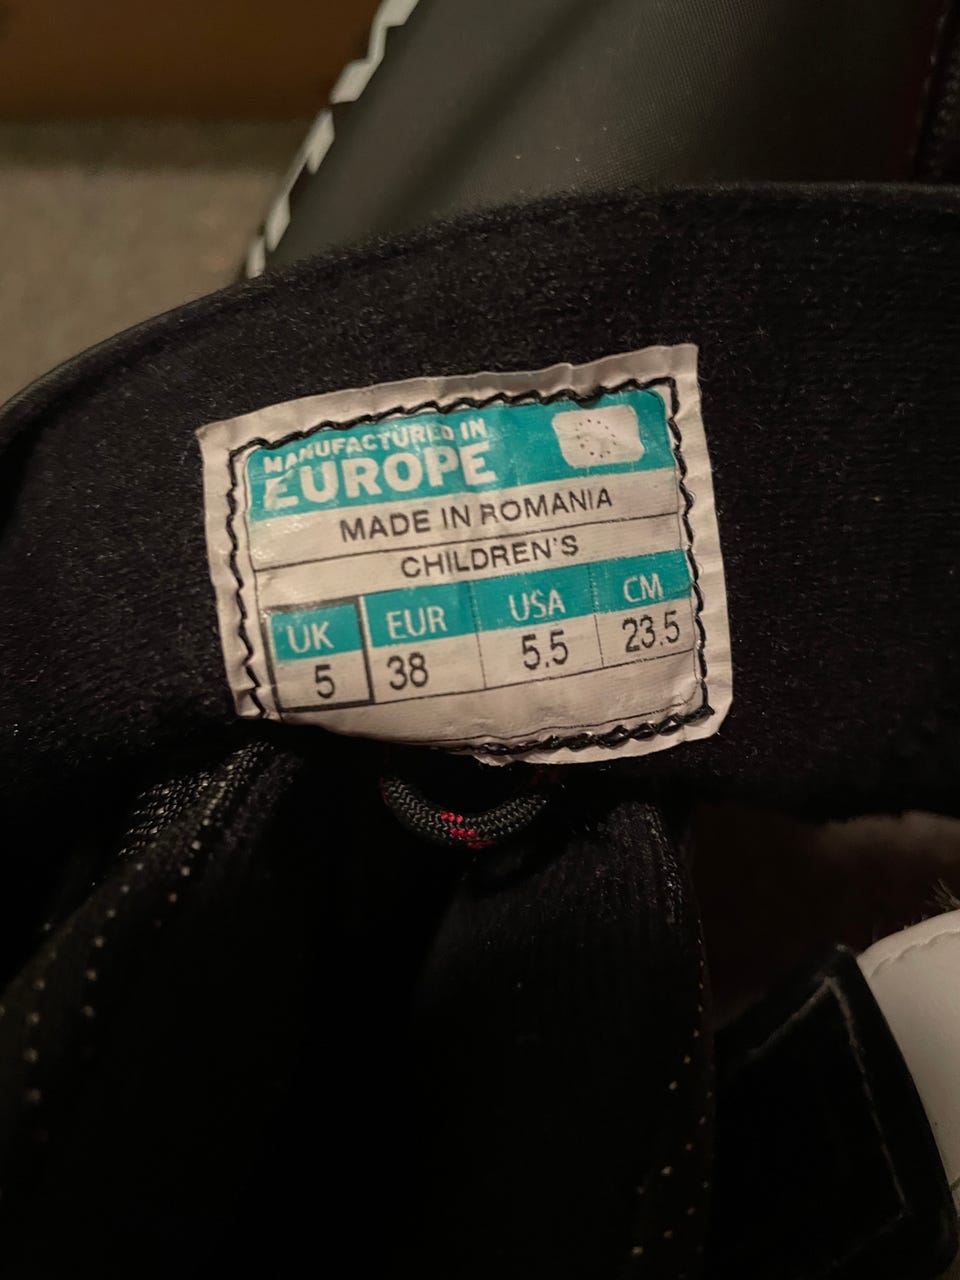 MANUFACTURED IN
EUROPE
MADE IN ROMANIA
CHILDREN'S
UK EUR USA CM
5 38 5.5 23.5